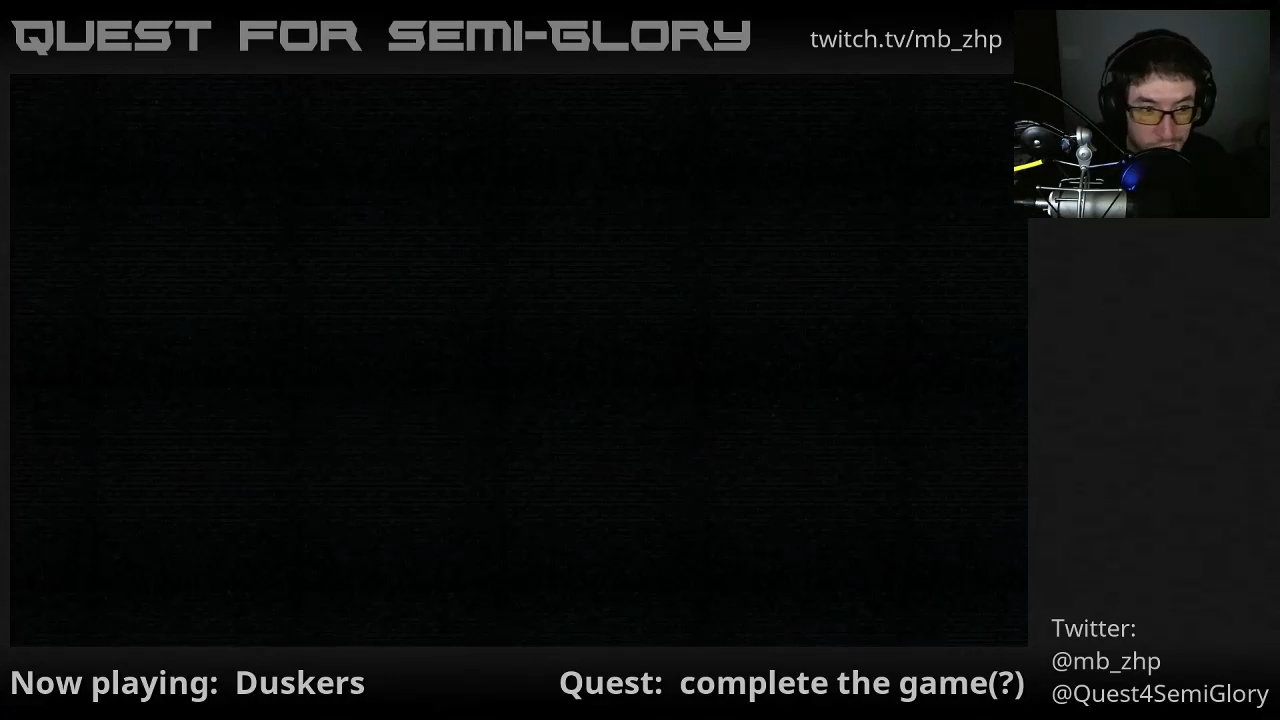 QUEST FOR SEMI-GLORY
twitch.tv/mb_zhp
Twitter:
@mb_zhp
@Quest4SemiGlory
Now playing: Duskers
Quest: complete the game(?)